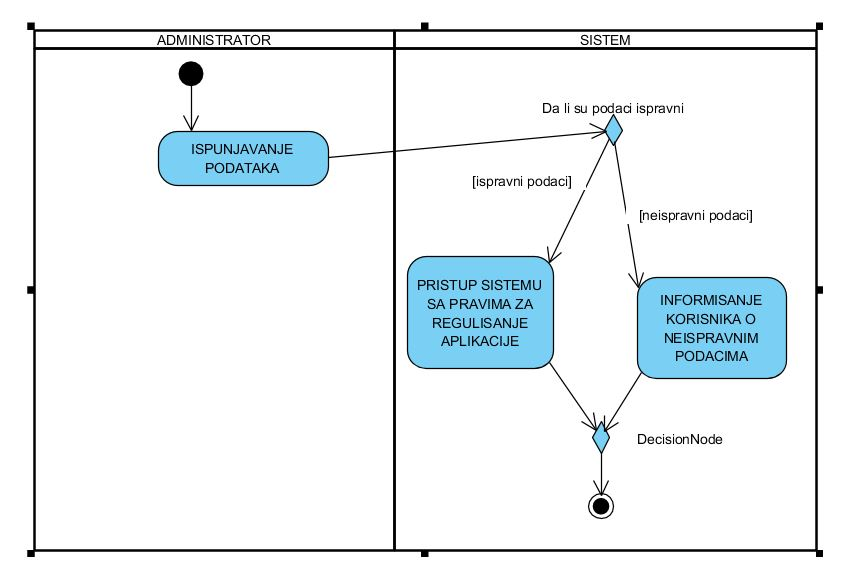 ADMINISTRATOR
SISTEM
Da li su podaci ispravni
ISPUNJAVANJE
PODATAKA
[ispravni podaci]
[neispravni podaci]
PRISTUP SISTEMU
SA PRAVIMA ZA
REGULISANJE
APLIKACIJE
INFORMISANJE
KORISNIKA O
NEISPRAVNIM
PODACIMA
DecisionNode